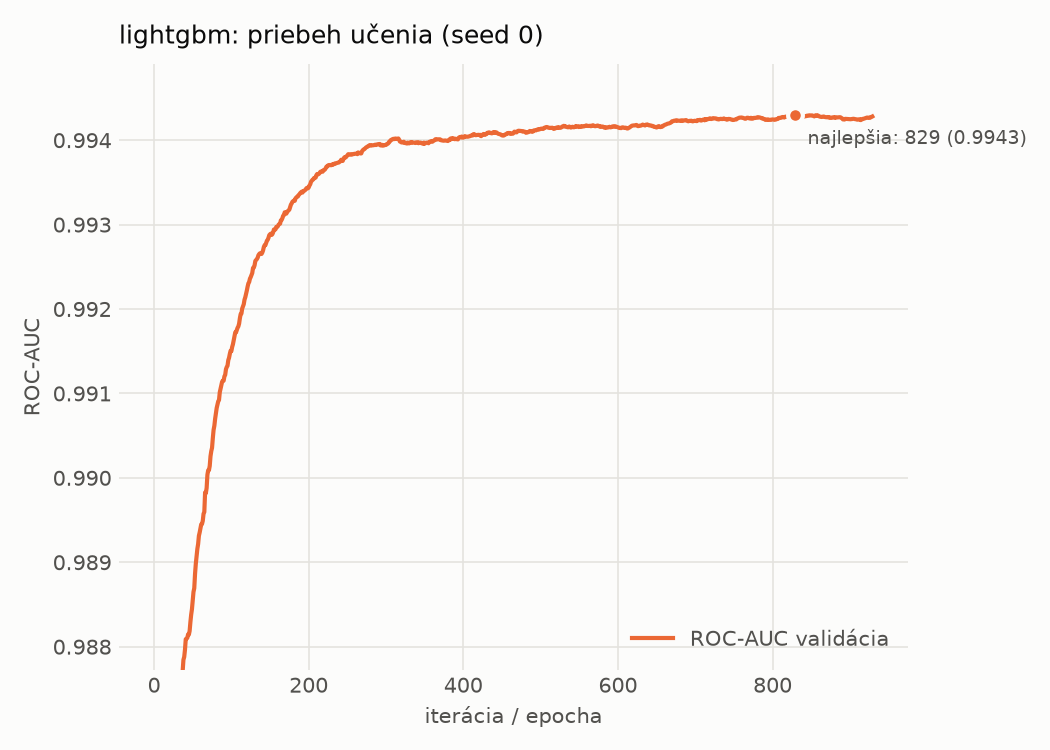 lightgbm: priebeh učenia (seed 0)
0.994
0.993
0.992
0.991
0.990
0.989
0.988
ROC-AUC
najlepšia: 829 (0.9943)
ROC-AUC validácia
0 200 400 600 800
iterácia / epocha